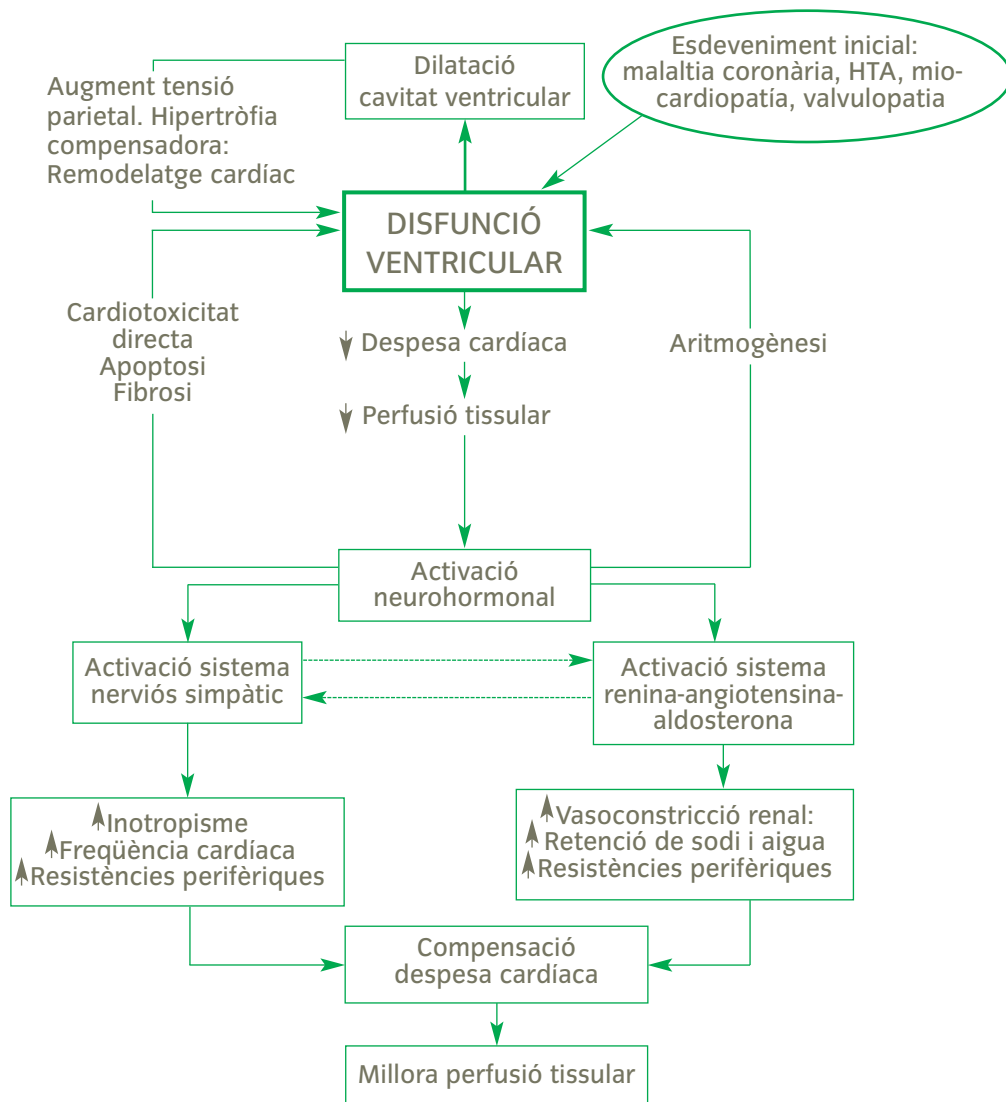 Esdeveniment inicial:
malaltia coronària, HTA, mio-
cardiopatía, valvulopatia
Dilatació
cavitat ventricular
Augment tensió
parietal. Hipertròfia
compensadora:
Remodelatge cardíac
DISFUNCIÓ
VENTRICULAR
Cardiotoxicitat
directa
Apoptosi
Fibrosi
Despesa cardíaca
Aritmogènesi
Perfusió tissular
Activació
neurohormonal
Activació sistema
nerviós simpàtic
Activació sistema
renina-angiotensina-
aldosterona
Inotropisme
Freqüència cardíaca
Resistències perifèriques
Vasoconstricció renal:
Retenció de sodi i aigua
Resistències perifèriques
Compensació
despesa cardíaca
Millora perfusió tissular